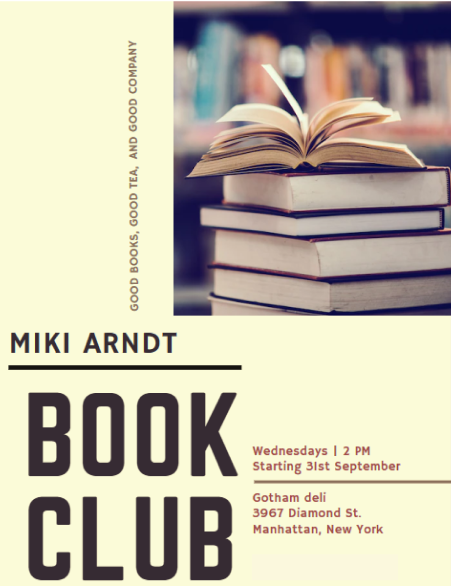 GOOD BOOKS, GOOD TEA, AND GOOD COMPANY
MIKI ARNDT
BOOK
CLUB
Wednesdays | 2 PM
Starting 31st September
Gotham deli
3967 Diamond St.
Manhattan, New York